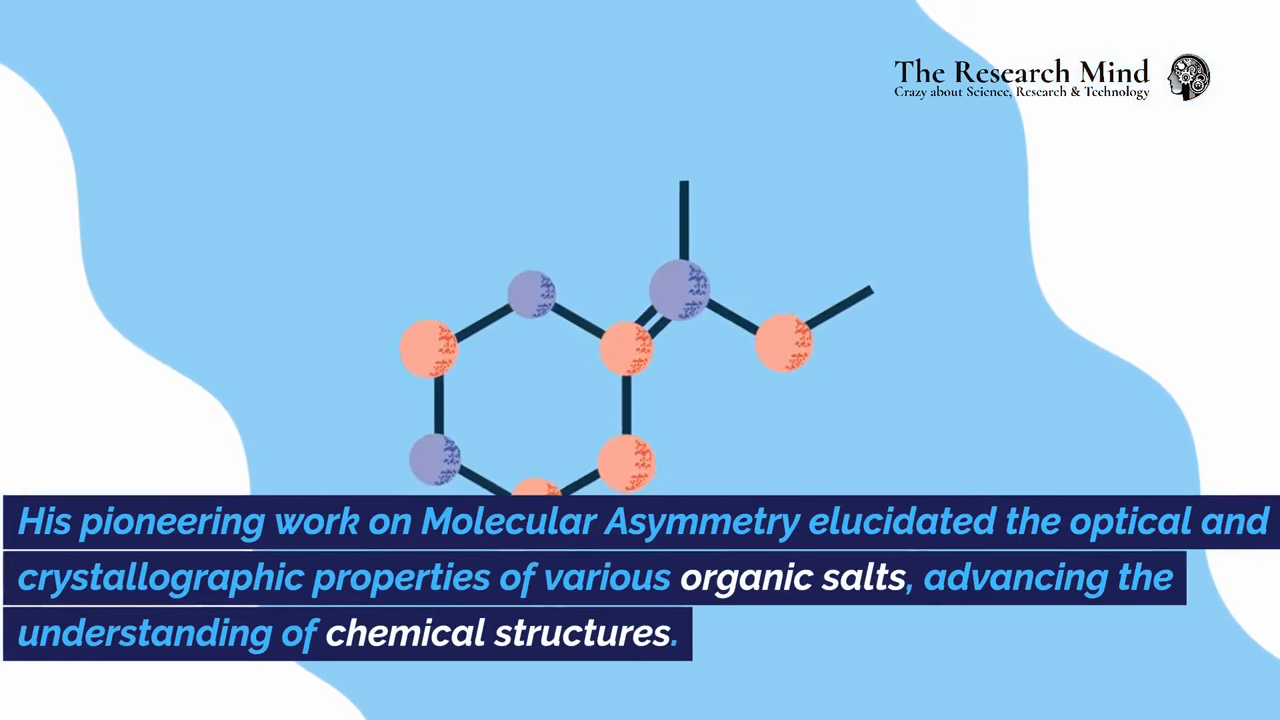 The Research Mind
Crazy about Science, Research & Technology
His pioneering work on Molecular Asymmetry elucidated the optical and
crystallographic properties of various organic salts, advancing the
understanding of chemical structures.